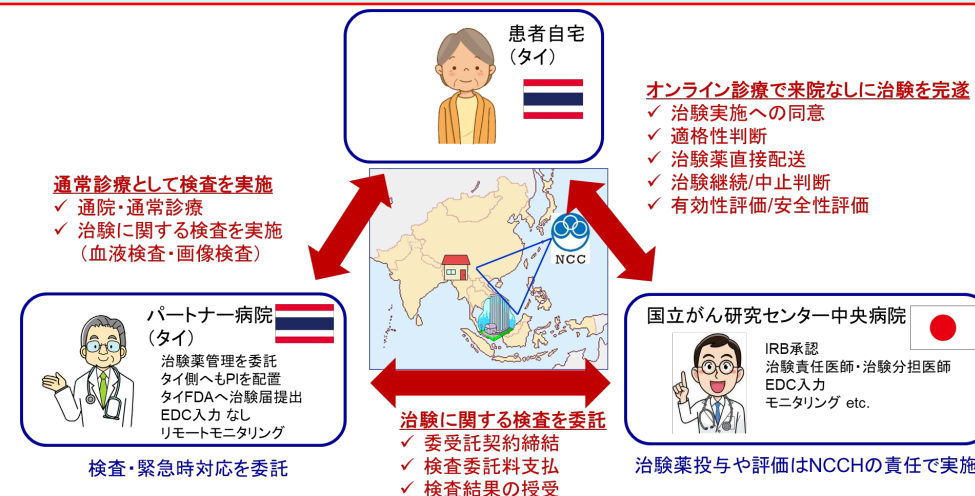 患者自宅
(タイ)
オンライン診療で来院なしに治験を完遂
✓ 治験実施への同意
✓ 適格性判断
✓ 治験薬直接配送
✓ 治験継続/中止判断
✓ 有効性評価/安全性評価
通常診療として検査を実施
✓ 通院・通常診療
✓ 治験に関する検査を実施
(血液検査・画像検査)
NCC
パートナー病院
(タイ)
治験薬管理を委託
タイ側へもPIを配置
タイFDAへ治験届提出
EDC入力 なし
リモートモニタリング
検査・緊急時対応を委託
治験に関する検査を委託
✓ 委受託契約締結
✓ 検査委託料支払
✓ 検査結果の授受
国立がん研究センター中央病院
IRB承認
治験責任医師・治験分担医師
EDC入力
モニタリング etc.
治験薬投与や評価はNCCHの責任で実施